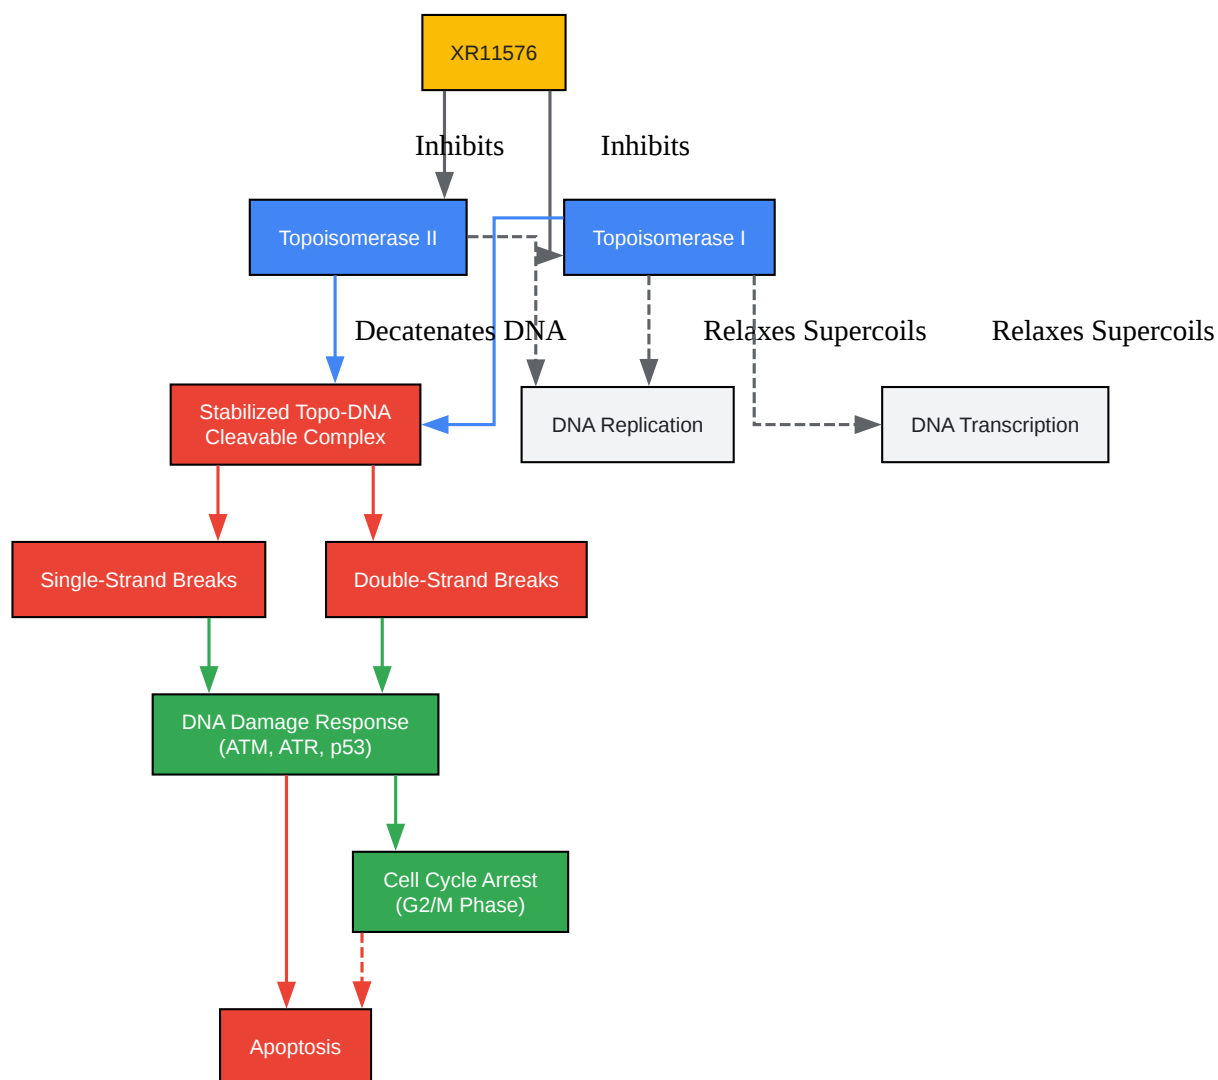 XR11576
Inhibits
Inhibits
Topoisomerase II
Topoisomerase I
Decatenates DNA
Relaxes Supercoils
Relaxes Supercoils
Stabilized Topo-DNA
Cleavable Complex
DNA Replication
DNA Transcription
Single-Strand Breaks
Double-Strand Breaks
DNA Damage Response
(ATM, ATR, p53)
Cell Cycle Arrest
(G2/M Phase)
Apoptosis